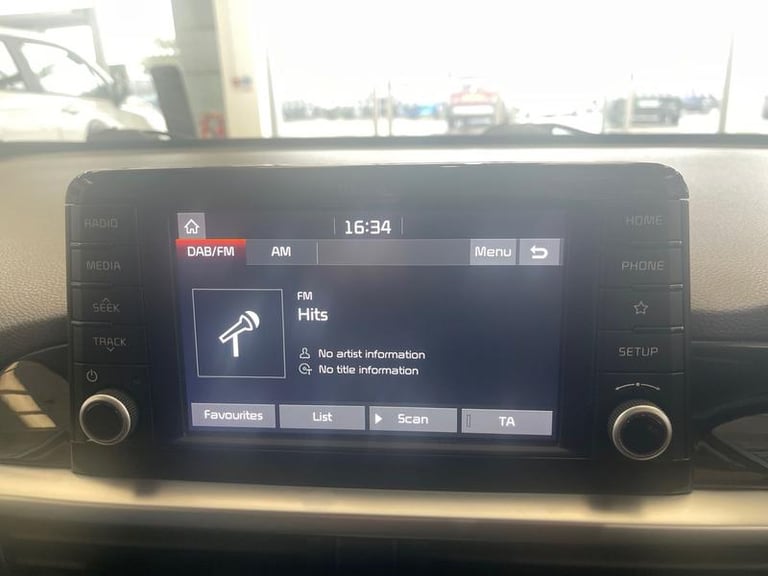 RADIO
MEDIA
SEEK
TRACK
16:34
DAB/FM
AM
Menu
FM
Hits
No artist information
No title information
Favourites
List
Scan
TA
HOME
PHONE
SETUP